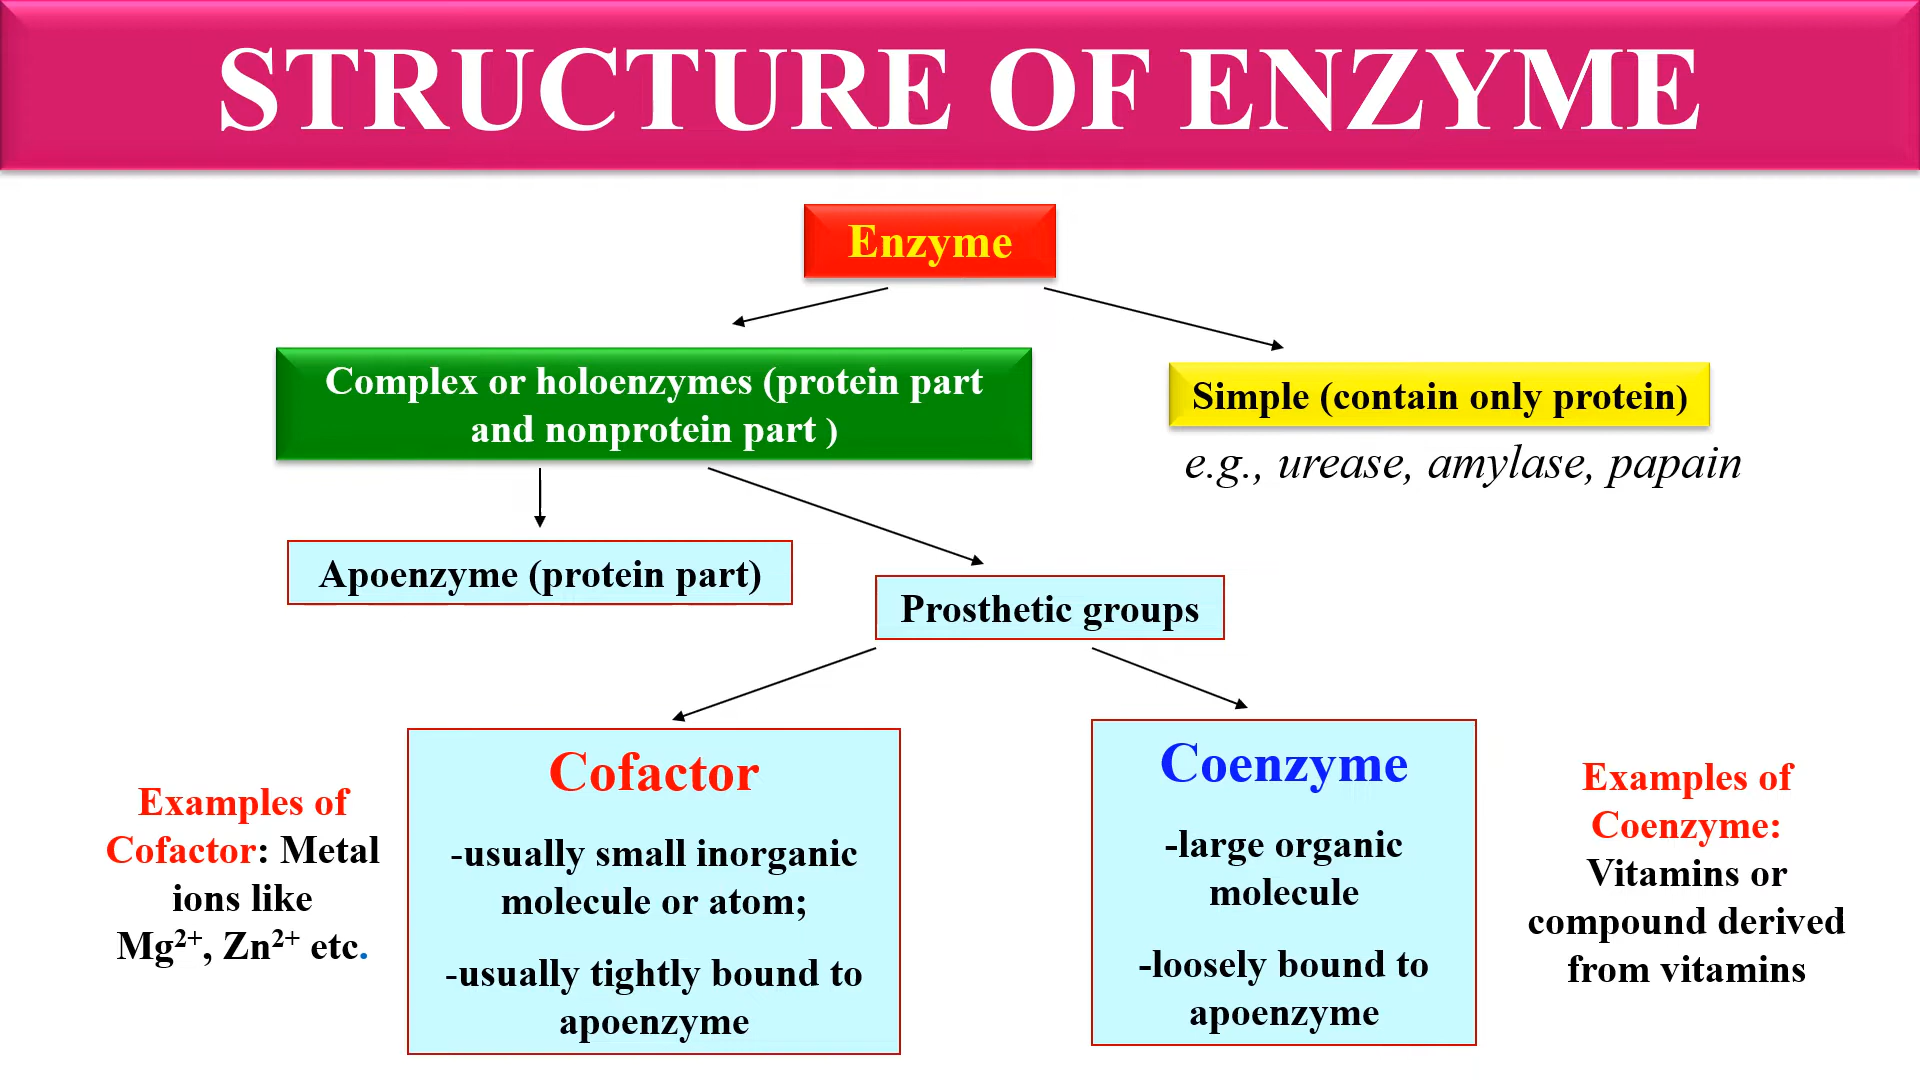 STRUCTURE OF ENZYME
Enzyme
Complex or holoenzymes (protein part
and nonprotein part )
Simple (contain only protein)
e.g., urease, amylase, papain
Apoenzyme (protein part)
Prosthetic groups
Examples of
Cofactor: Metal
ions like
Mg²⁺, Zn²⁺ etc.
Cofactor
-usually small inorganic
molecule or atom;
-usually tightly bound to
apoenzyme
Coenzyme
-large organic
molecule
-loosely bound to
apoenzyme
Examples of
Coenzyme:
Vitamins or
compound derived
from vitamins